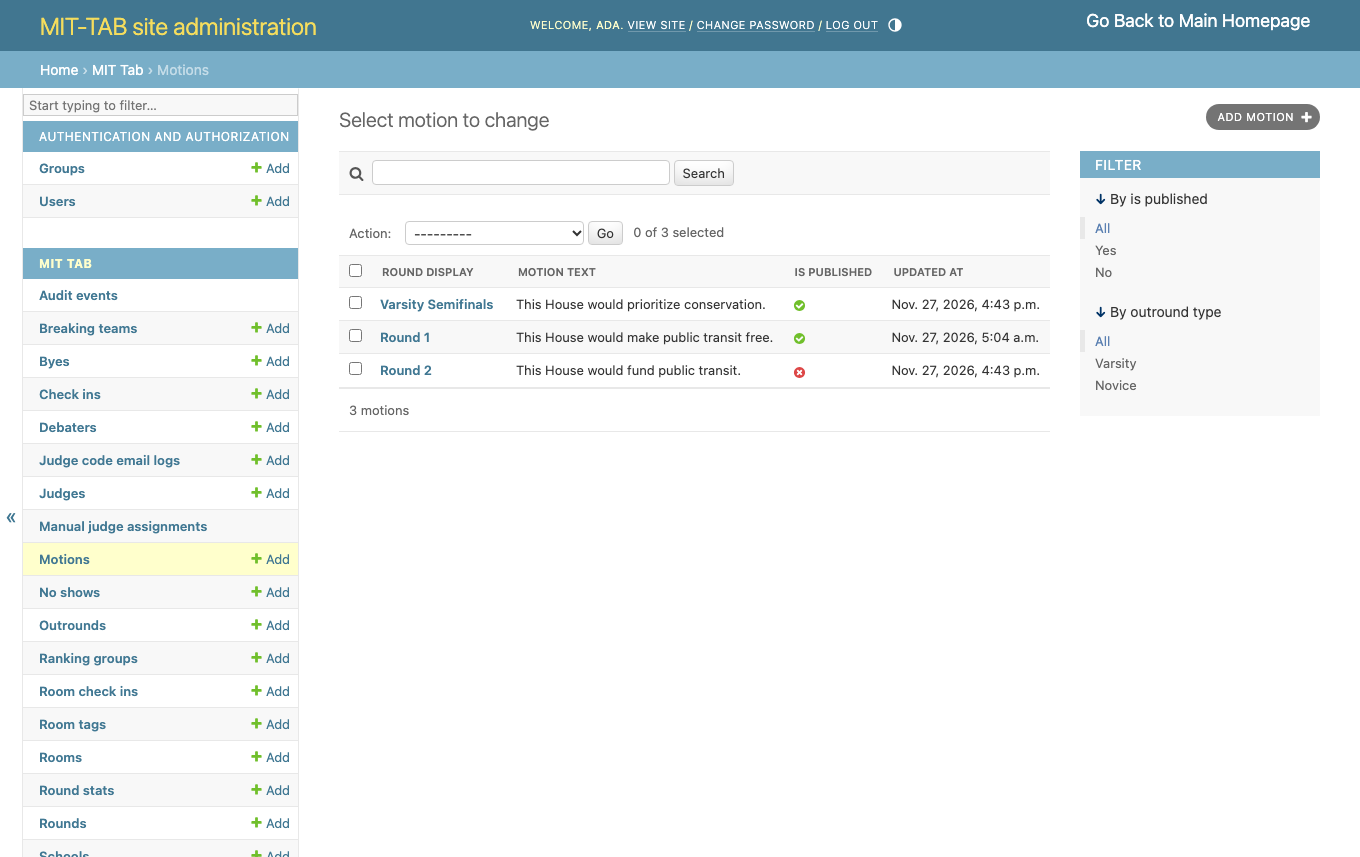 MIT-TAB site administration
WELCOME, ADA. VIEW SITE / CHANGE PASSWORD / LOG OUT
Go Back to Main Homepage
Home › MIT Tab › Motions
Start typing to filter...
AUTHENTICATION AND AUTHORIZATION
Groups Add
Users Add
MIT TAB
Audit events
Breaking teams Add
Byes Add
Check ins Add
Debaters Add
Judge code email logs Add
Judges Add
Manual judge assignments
Motions Add
No shows Add
Outrounds Add
Ranking groups Add
Room check ins Add
Room tags Add
Rooms Add
Round stats Add
Rounds Add
Schools Add
«
Select motion to change
ADD MOTION
Search
Action: --------- Go 0 of 3 selected
ROUND DISPLAY MOTION TEXT IS PUBLISHED UPDATED AT
Varsity Semifinals This House would prioritize conservation. Nov. 27, 2026, 4:43 p.m.
Round 1 This House would make public transit free. Nov. 27, 2026, 5:04 a.m.
Round 2 This House would fund public transit. Nov. 27, 2026, 4:43 p.m.
3 motions
FILTER
By is published
All
Yes
No
By outround type
All
Varsity
Novice